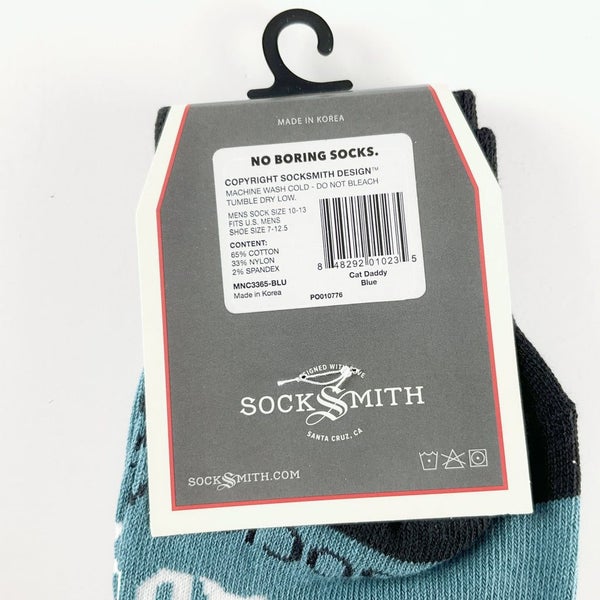 MADE IN KOREA
NO BORING SOCKS.
COPYRIGHT SOCKSMITH DESIGN™
MACHINE WASH COLD - DO NOT BLEACH
TUMBLE DRY LOW.
MENS SOCK SIZE 10-13
FITS U.S. MENS
SHOE SIZE 7-12.5
CONTENT:
65% COTTON
33% NYLON
2% SPANDEX
MNC3365-BLU
Made in Korea
8 48292 01023 5
Cat Daddy
Blue
PO010776
SOCKSMITH
SANTA CRUZ, CA
SOCKSMITH.COM